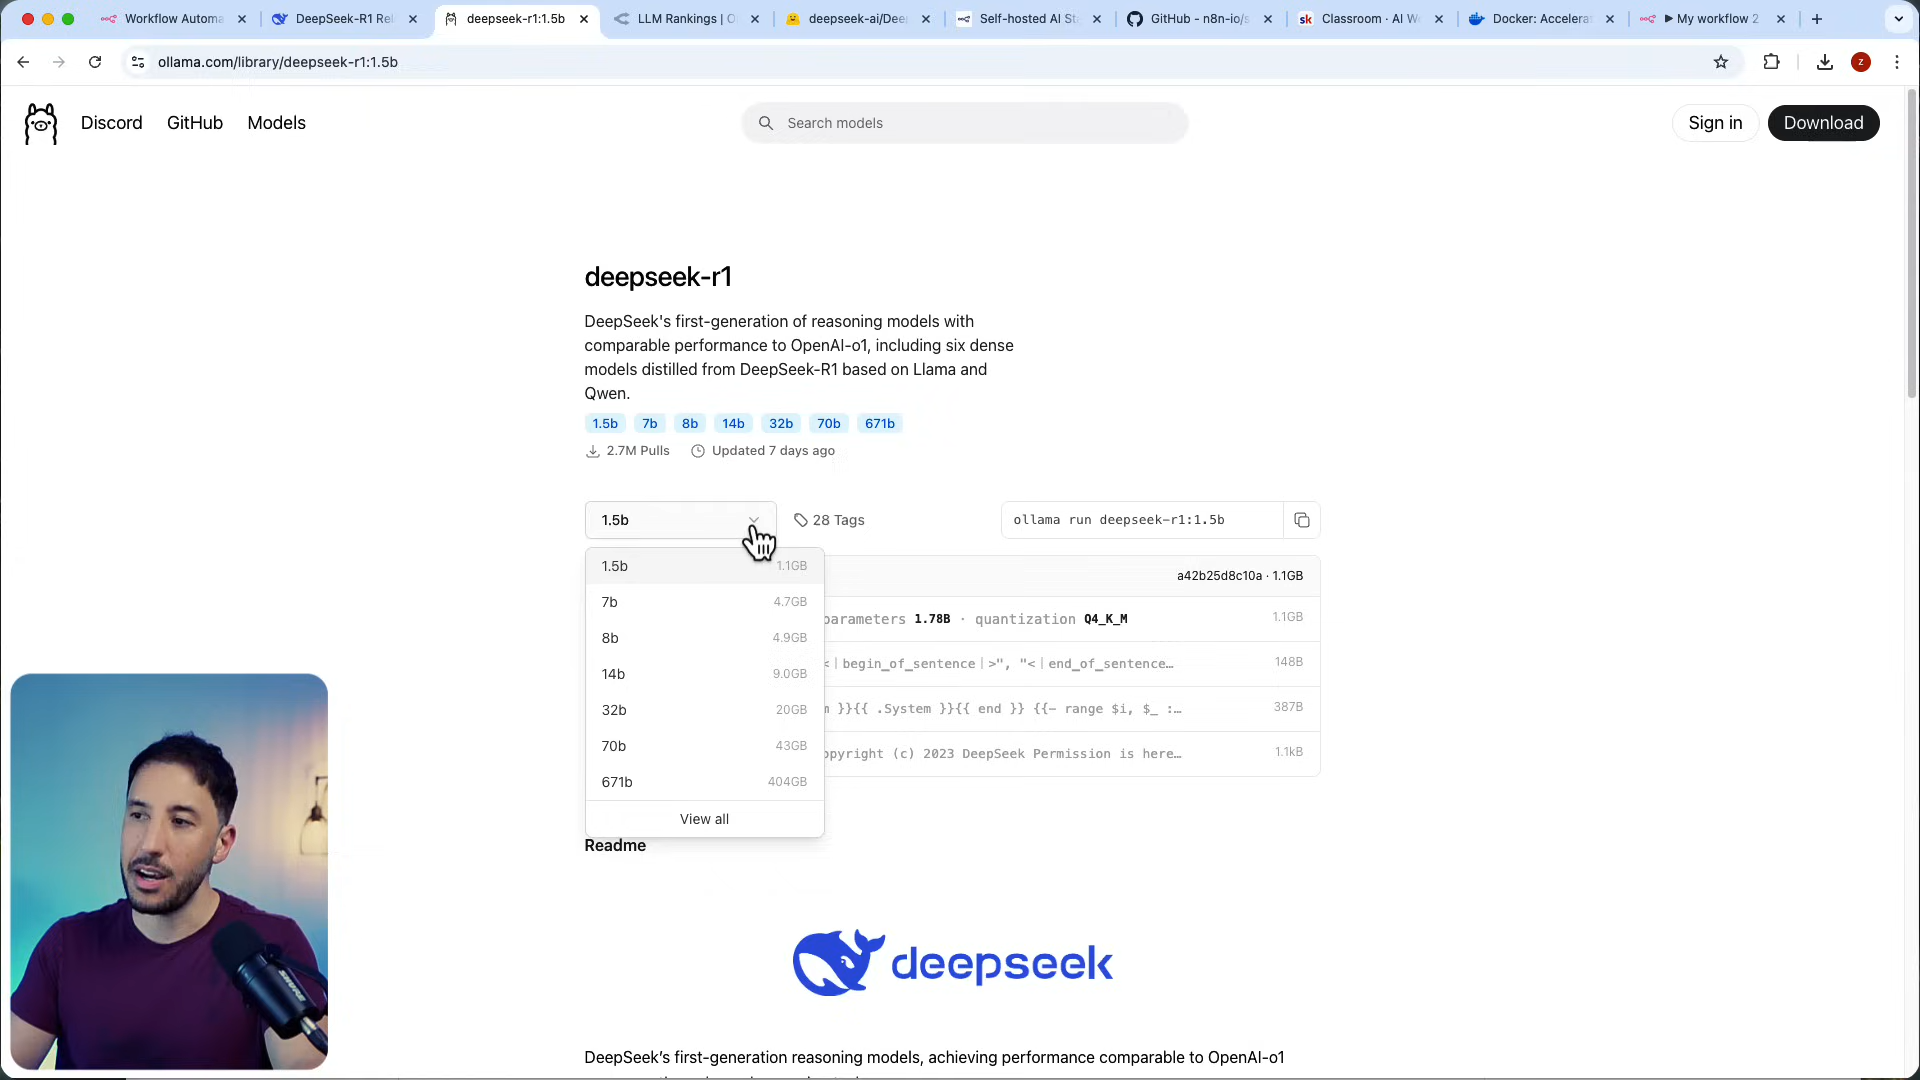 Workflow Automa
DeepSeek-R1 Rel
deepseek-r1:1.5b
LLM Rankings | O
deepseek-ai/Dee
Self-hosted AI Sta
GitHub - n8n-io/s
Classroom · AI W
Docker: Accelera
▶ My workflow 2
ollama.com/library/deepseek-r1:1.5b
z
Discord
GitHub
Models
Search models
Sign in
Download
deepseek-r1
DeepSeek's first-generation of reasoning models with
comparable performance to OpenAI-o1, including six dense
models distilled from DeepSeek-R1 based on Llama and
Qwen.
1.5b 7b 8b 14b 32b 70b 671b
2.7M Pulls Updated 7 days ago
1.5b
28 Tags
ollama run deepseek-r1:1.5b
1.5b 1.1GB
7b 4.7GB
8b 4.9GB
14b 9.0GB
32b 20GB
70b 43GB
671b 404GB
View all
a42b25d8c10a · 1.1GB
parameters 1.78B · quantization Q4_K_M 1.1GB
<｜begin_of_sentence｜>", "<｜end_of_sentence… 148B
}}{{ .System }}{{ end }} {{- range $i, $_ :… 387B
opyright (c) 2023 DeepSeek Permission is here… 1.1kB
Readme
deepseek
DeepSeek's first-generation reasoning models, achieving performance comparable to OpenAI-o1
SHURE